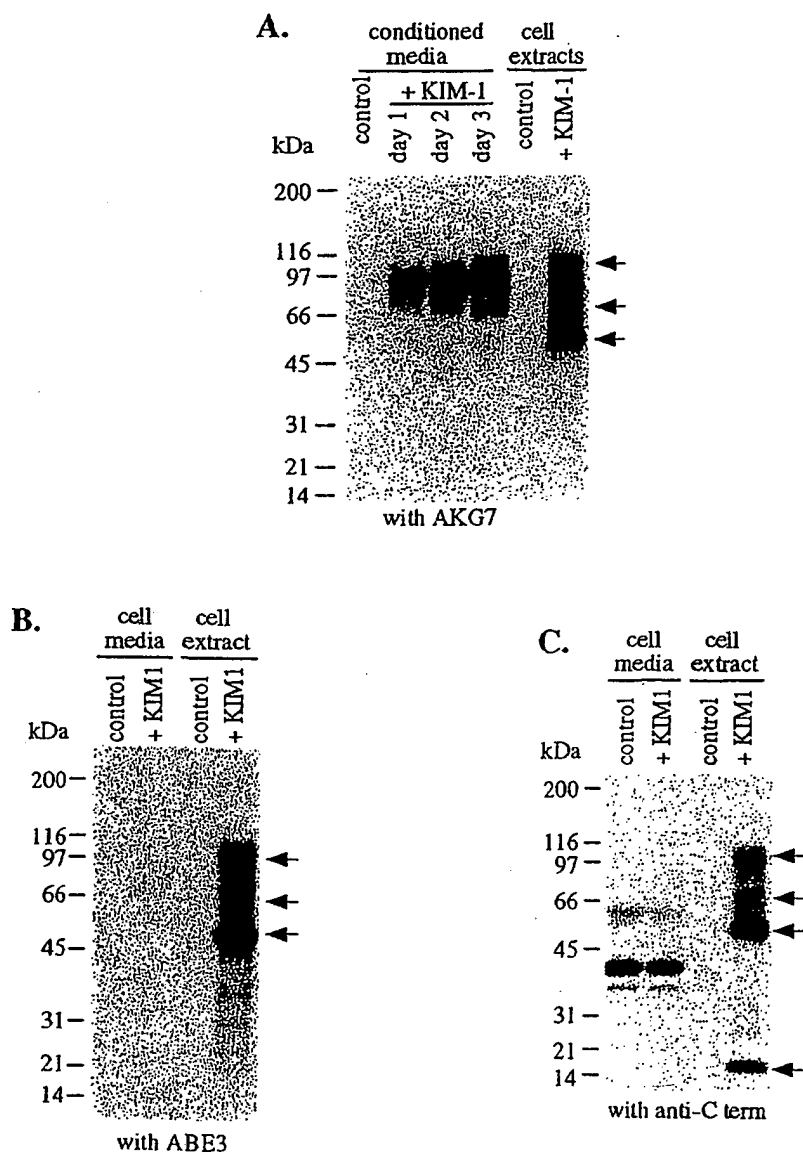 A.
conditioned media
cell extracts
control
+ KIM-1
day 1
day 2
day 3
control
+ KIM-1
kDa
200
116
97
66
45
31
21
14
with AKG7
B.
cell media
cell extract
control
+ KIM1
control
+ KIM1
kDa
200
116
97
66
45
31
21
14
with ABE3
C.
cell media
cell extract
control
+ KIM1
control
+ KIM1
kDa
200
116
97
66
45
31
21
14
with anti-C term